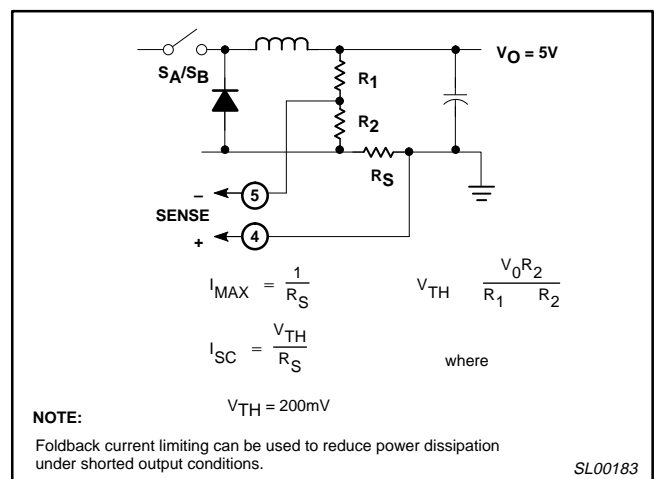 SA/SB
VO = 5V
R1
R2
RS
– 5
SENSE
+ 4
IMAX = 1/RS
VTH V0R2/R1 R2
ISC = VTH/RS
where
VTH = 200mV
NOTE:
Foldback current limiting can be used to reduce power dissipation
under shorted output conditions.
SL00183